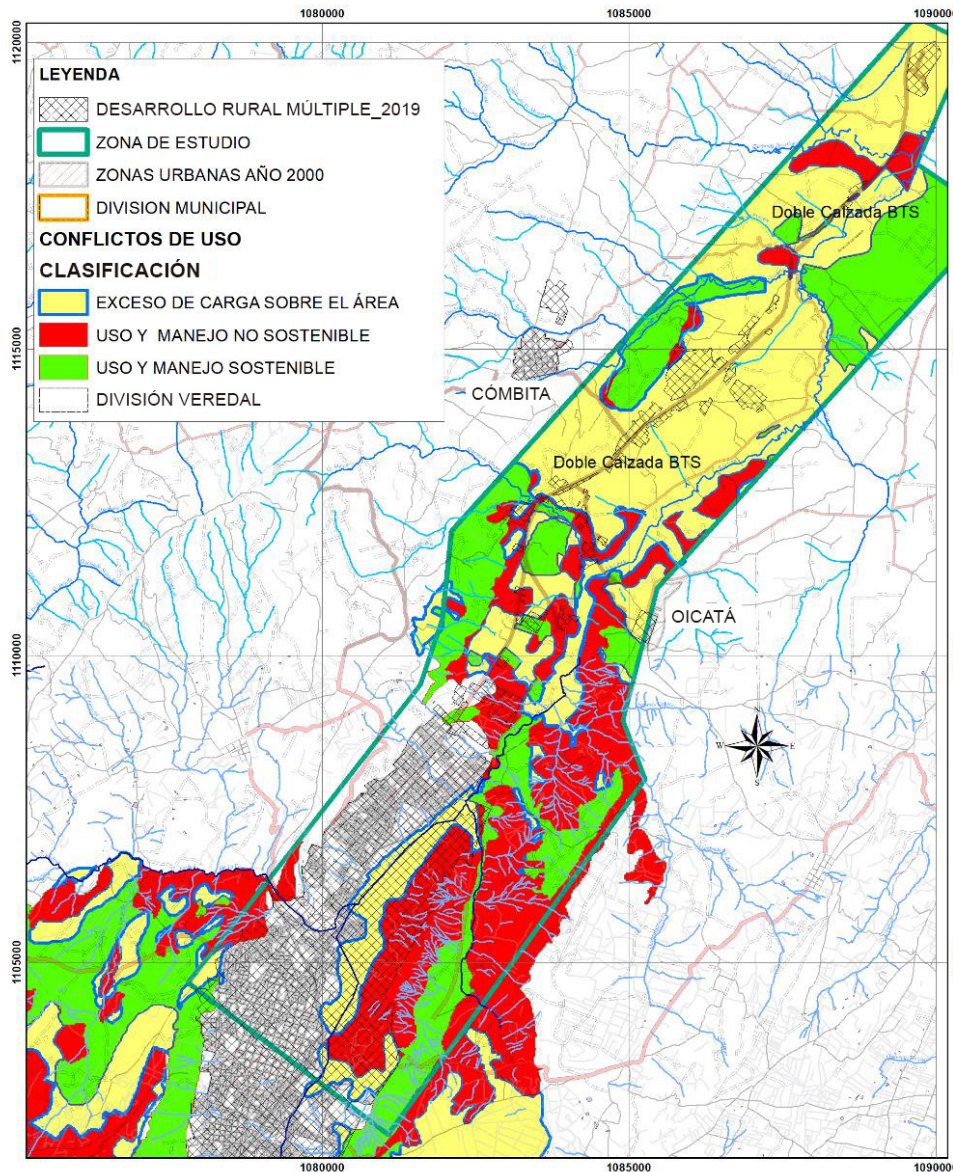 1080000
1085000
1090000
1120000
LEYENDA
DESARROLLO RURAL MÚLTIPLE_2019
ZONA DE ESTUDIO
ZONAS URBANAS AÑO 2000
DIVISION MUNICIPAL
CONFLICTOS DE USO
CLASIFICACIÓN
EXCESO DE CARGA SOBRE EL ÁREA
USO Y MANEJO NO SOSTENIBLE
USO Y MANEJO SOSTENIBLE
DIVISIÓN VEREDAL
Doble Calzada BTS
1115000
CÓMBITA
Doble Calzada BTS
OICATÁ
1110000
N
W
E
S
1105000
1080000
1085000
1090000